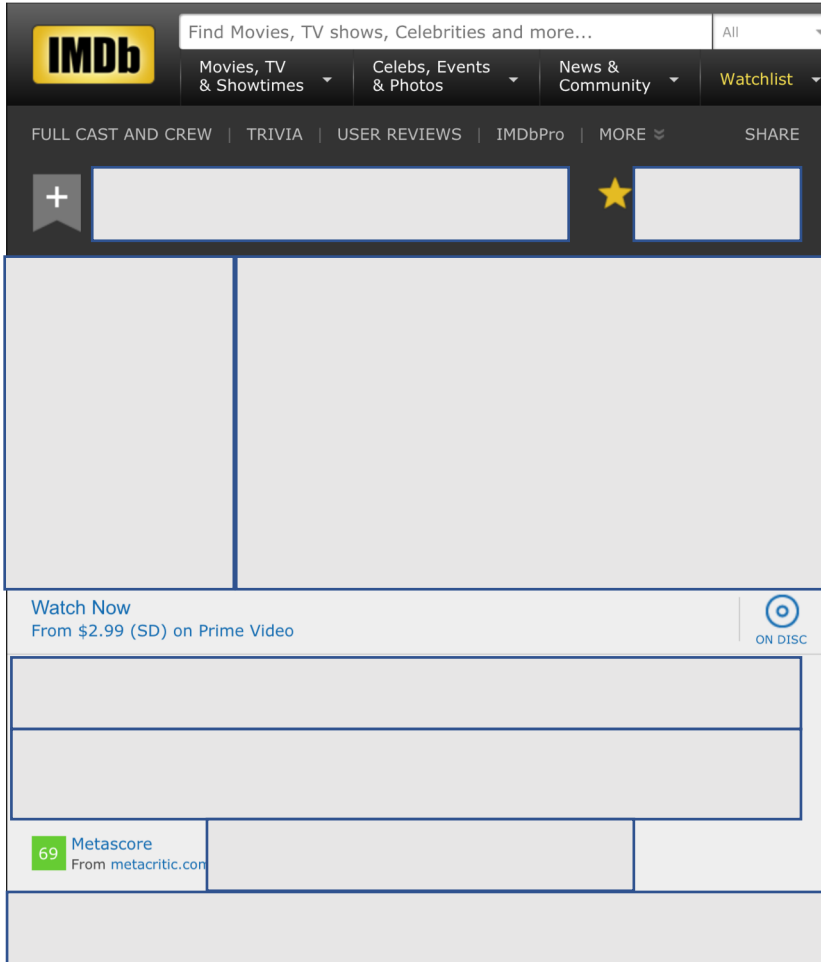 IMDb
Find Movies, TV shows, Celebrities and more...
All
Movies, TV
& Showtimes
Celebs, Events
& Photos
News &
Community
Watchlist
FULL CAST AND CREW | TRIVIA | USER REVIEWS | IMDbPro | MORE
SHARE
+
Watch Now
From $2.99 (SD) on Prime Video
ON DISC
69
Metascore
From metacritic.com